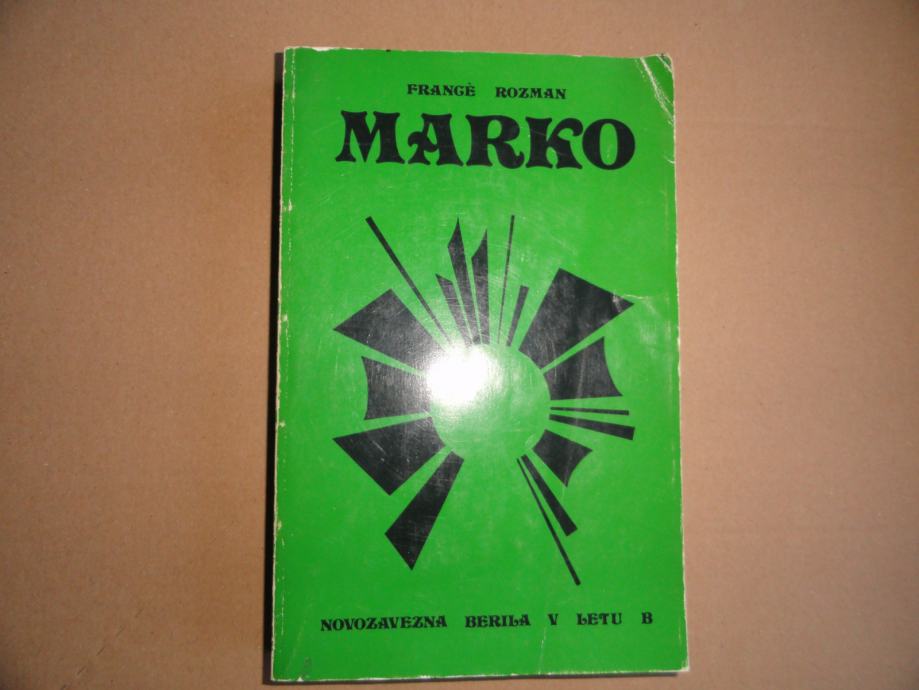 FRANCÈ ROZMAN
MARKO
NOVOZAVEZNA BERILA V LETU B